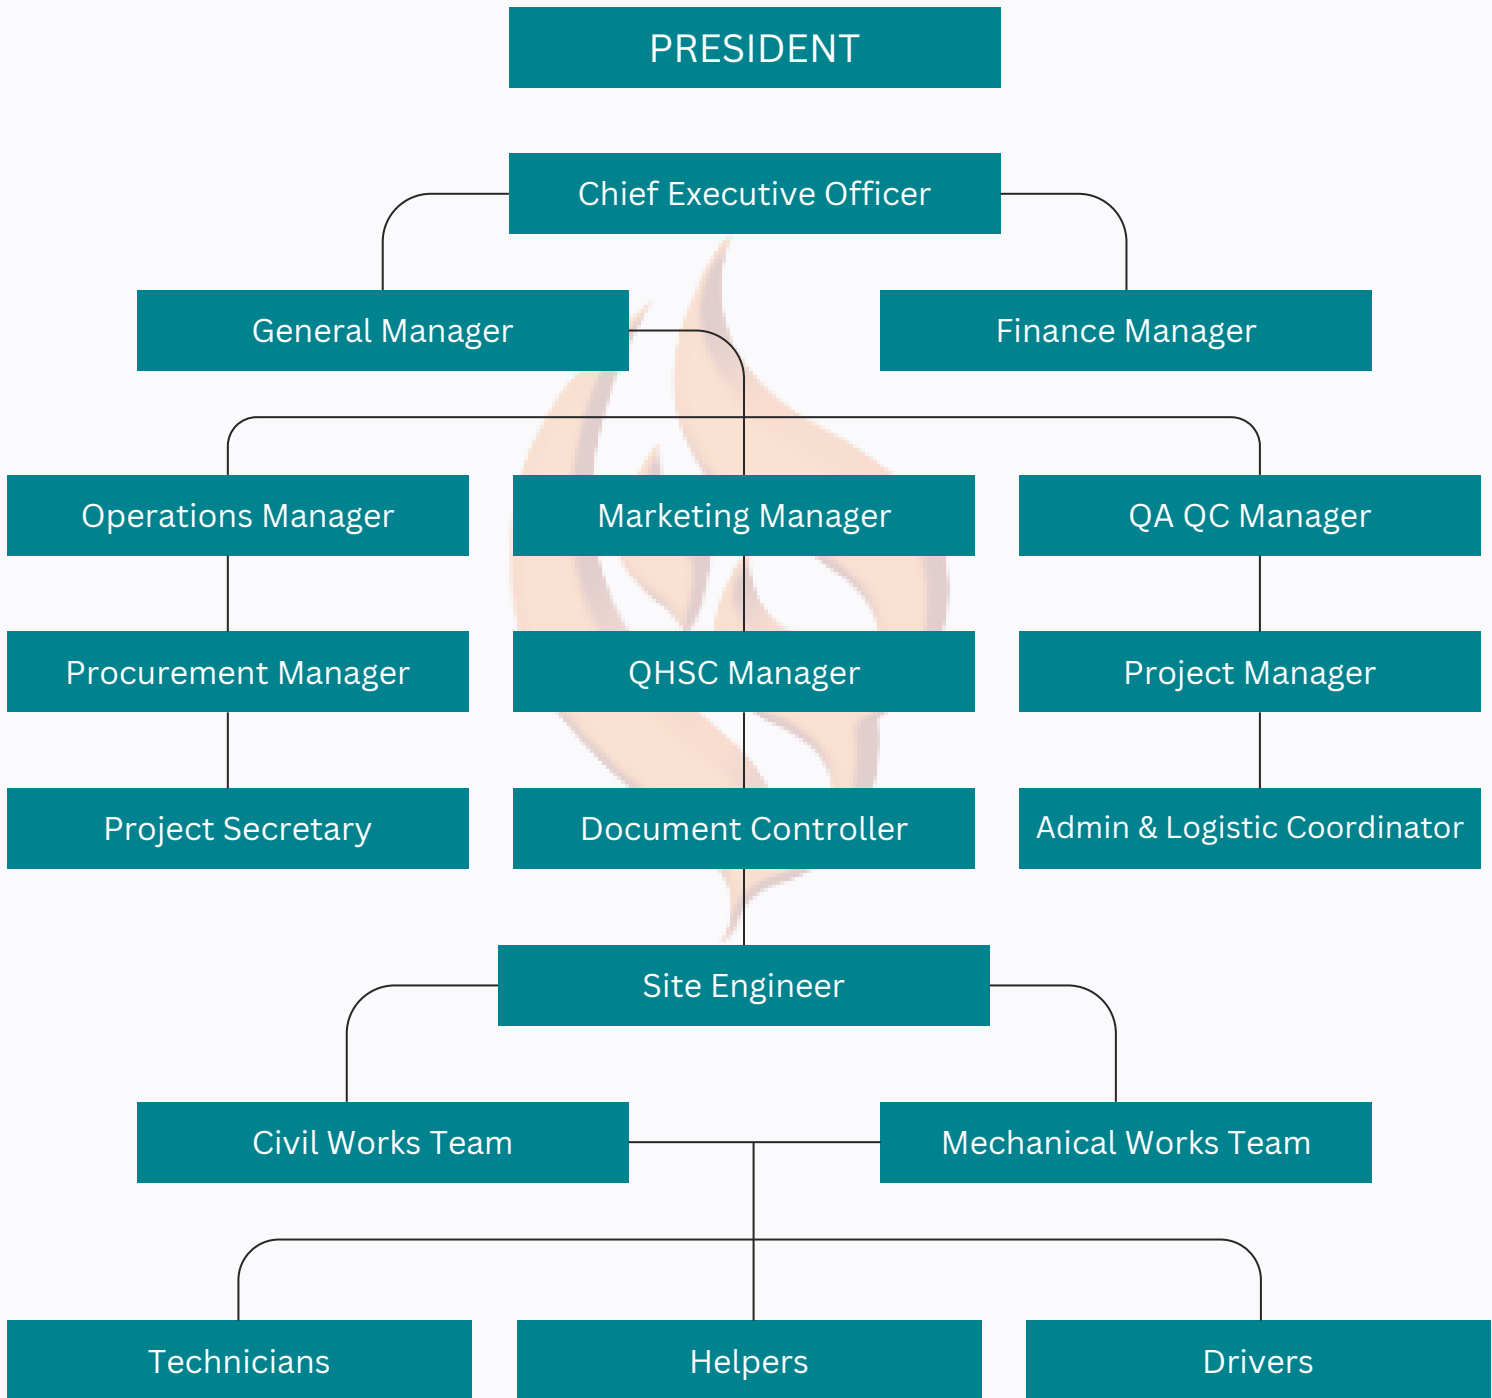 PRESIDENT
Chief Executive Officer
General Manager
Finance Manager
Operations Manager
Marketing Manager
QA QC Manager
Procurement Manager
QHSC Manager
Project Manager
Project Secretary
Document Controller
Admin & Logistic Coordinator
Site Engineer
Civil Works Team
Mechanical Works Team
Technicians
Helpers
Drivers